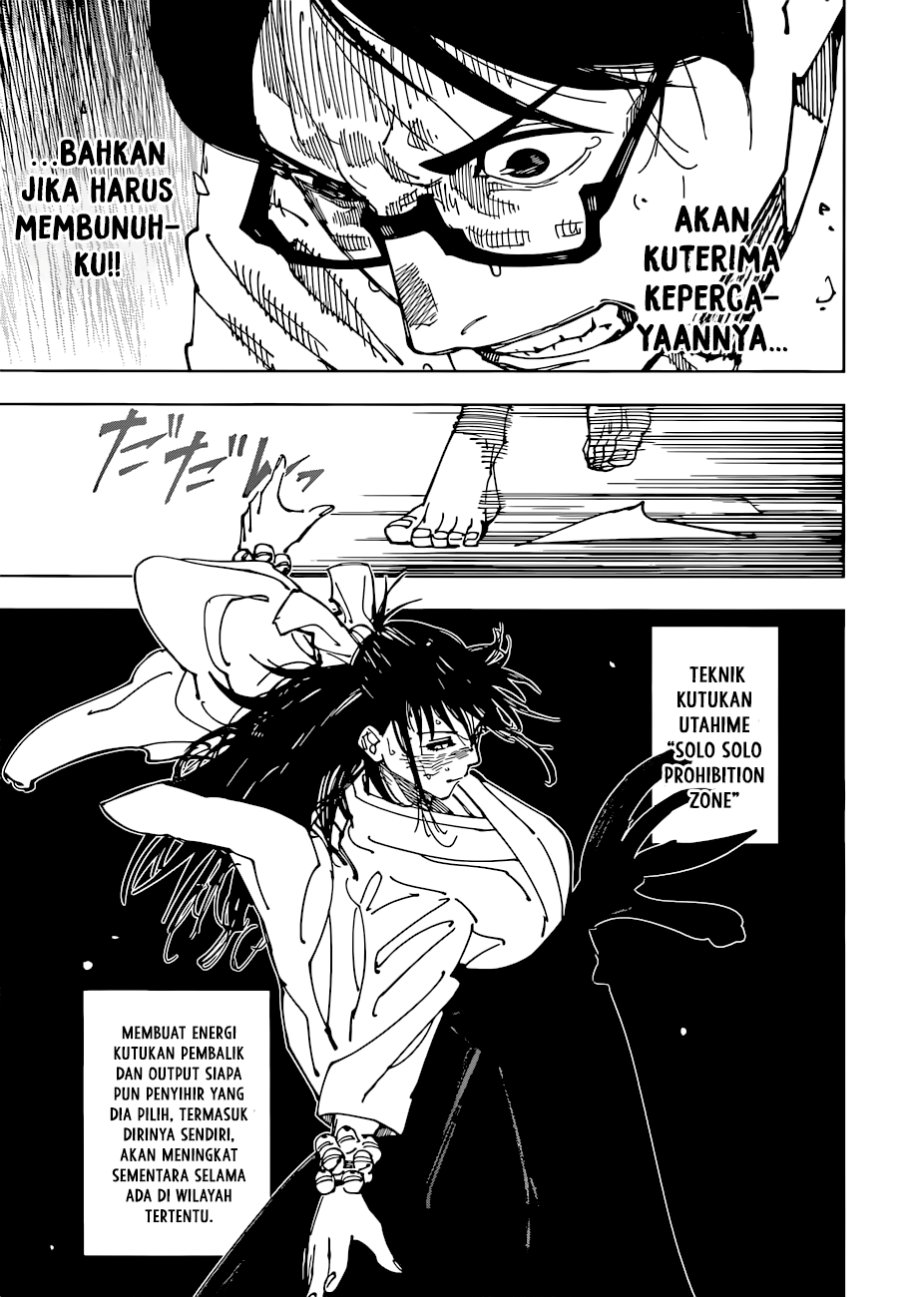 AKAN
KUTERIMA
KEPERCA-
YAANNYA...
...BAHKAN
JIKA HARUS
MEMBUNUH-
KU!!
だだんっ
TEKNIK
KUTUKAN
UTAHIME
“SOLO SOLO
PROHIBITION
ZONE”
MEMBUAT ENERGI
KUTUKAN PEMBALIK
DAN OUTPUT SIAPA
PUN PENYIHIR YANG
DIA PILIH, TERMASUK
DIRINYA SENDIRI,
AKAN MENINGKAT
SEMENTARA SELAMA
ADA DI WILAYAH
TERTENTU.